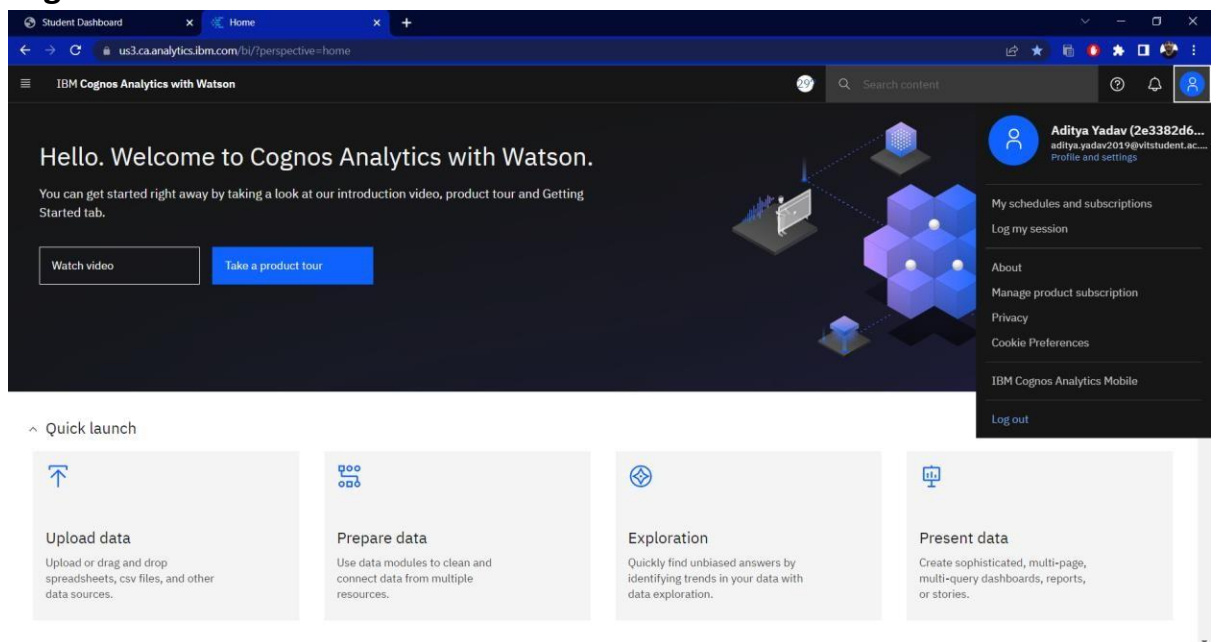 Student Dashboard
Home
us3.ca.analytics.ibm.com/bi/?perspective=home
IBM Cognos Analytics with Watson
Search content
Hello. Welcome to Cognos Analytics with Watson.
You can get started right away by taking a look at our introduction video, product tour and Getting
Started tab.
Watch video
Take a product tour
Aditya Yadav (2e3382d6...
aditya.yadav2019@vitstudent.ac....
Profile and settings
My schedules and subscriptions
Log my session
About
Manage product subscription
Privacy
Cookie Preferences
IBM Cognos Analytics Mobile
Log out
Quick launch
Upload data
Upload or drag and drop
spreadsheets, csv files, and other
data sources.
Prepare data
Use data modules to clean and
connect data from multiple
resources.
Exploration
Quickly find unbiased answers by
identifying trends in your data with
data exploration.
Present data
Create sophisticated, multi-page,
multi-query dashboards, reports,
or stories.